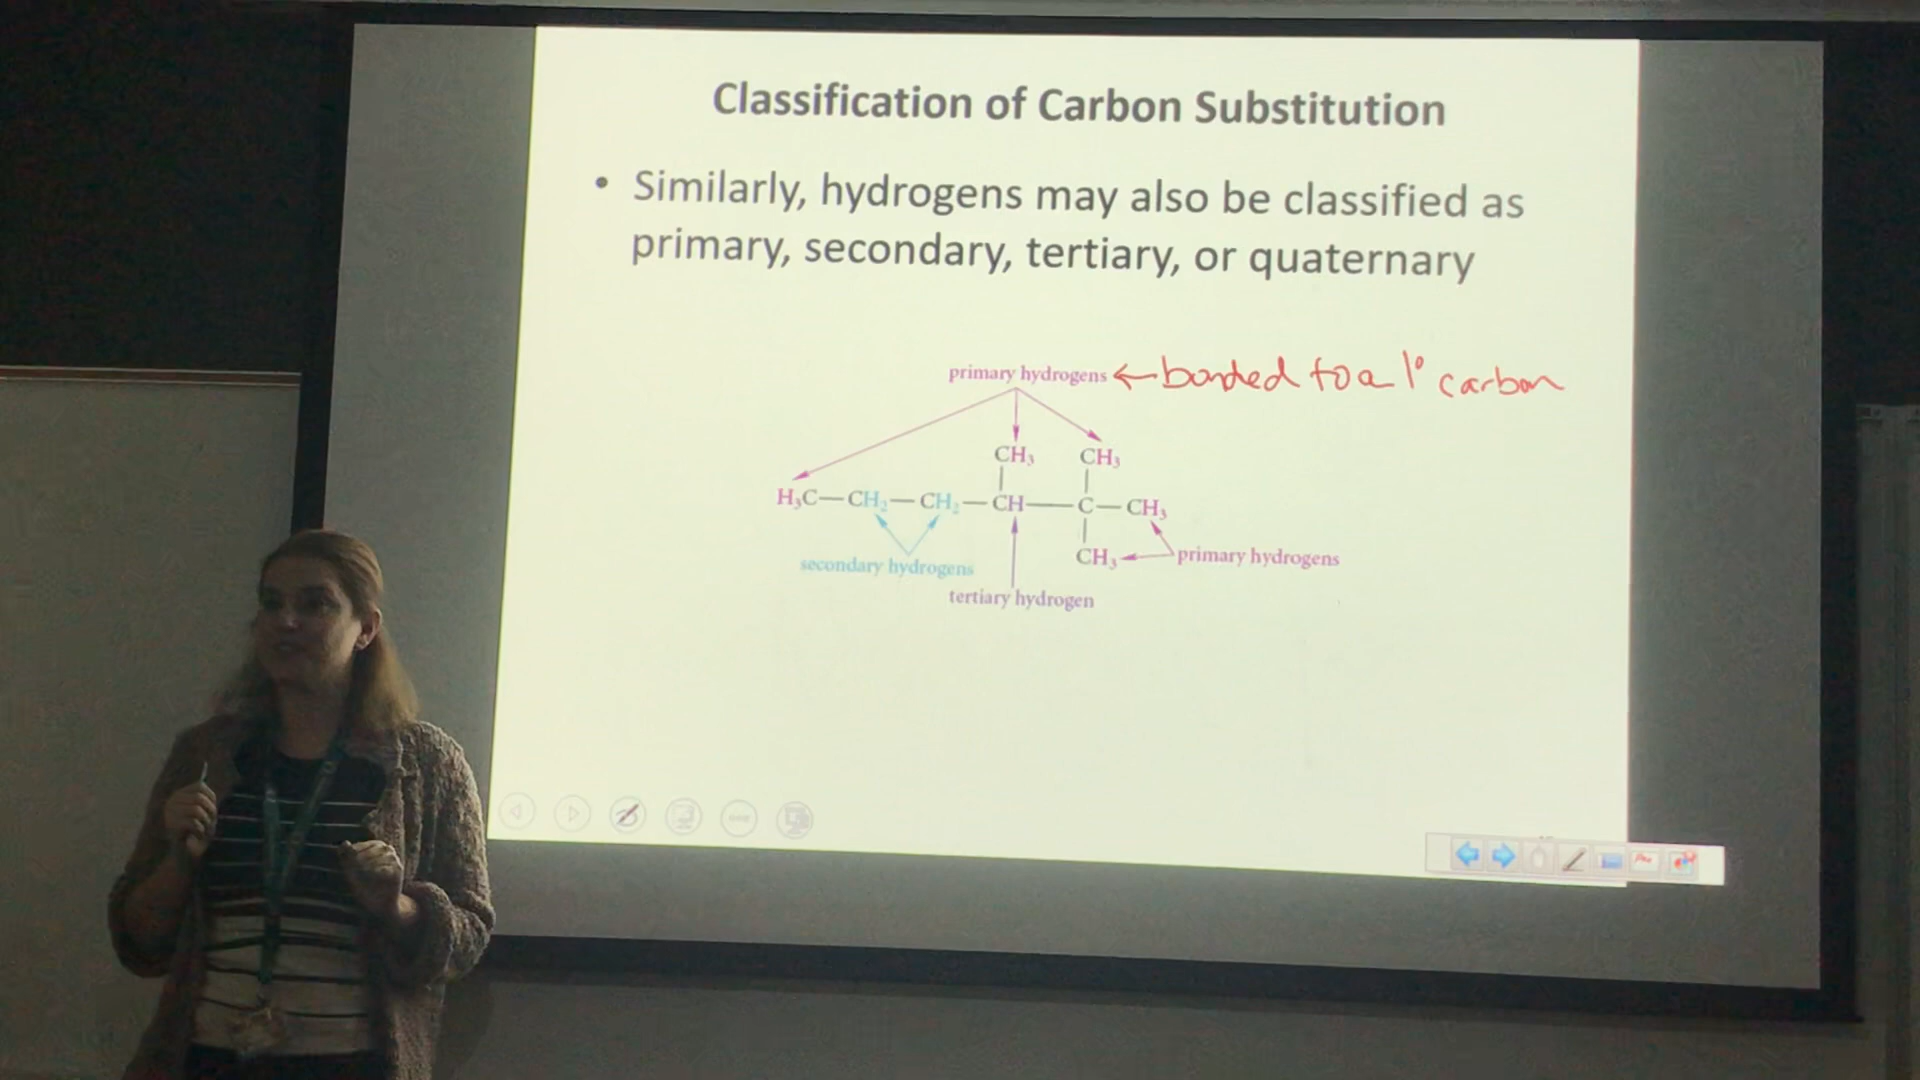 Classification of Carbon Substitution
• Similarly, hydrogens may also be classified as
primary, secondary, tertiary, or quaternary
primary hydrogens ← bonded to a 1° carbon
CH₃ CH₃
H₃C—CH₂—CH₂—CH—C—CH₃
CH₃
primary hydrogens
secondary hydrogens
tertiary hydrogen